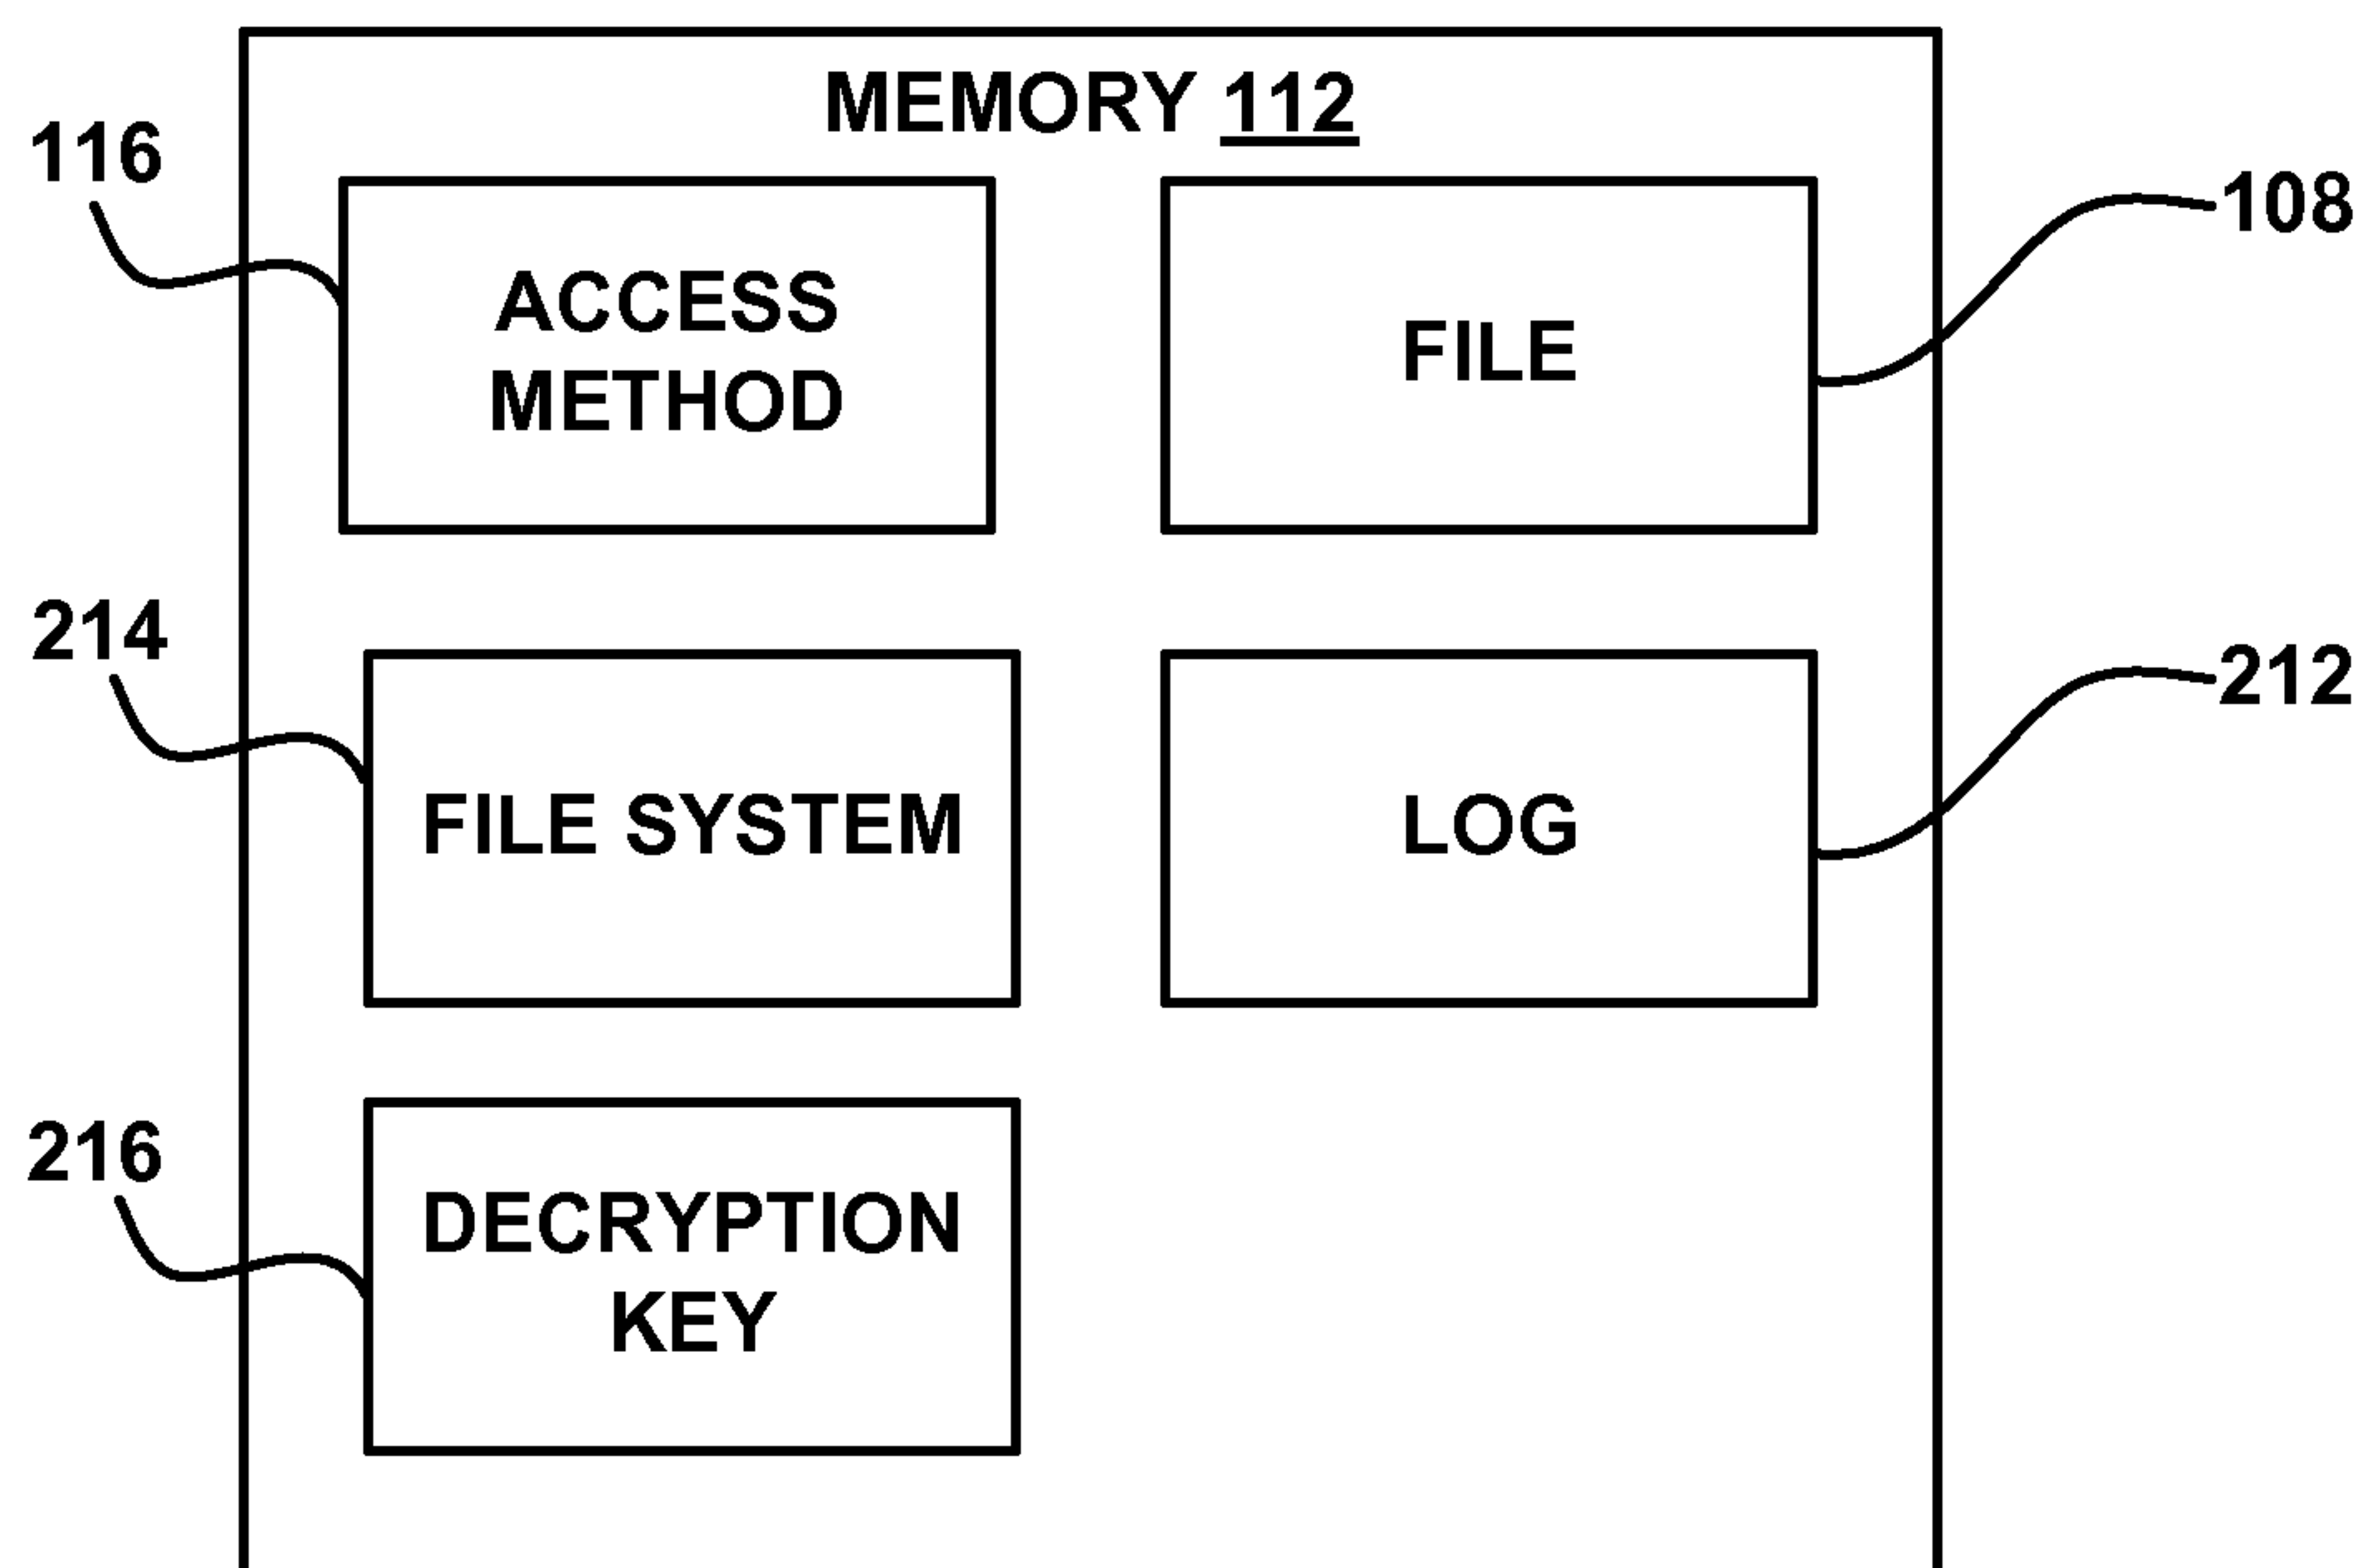 MEMORY 112
116
ACCESS
METHOD
FILE
108
214
FILE SYSTEM
LOG
212
216
DECRYPTION
KEY